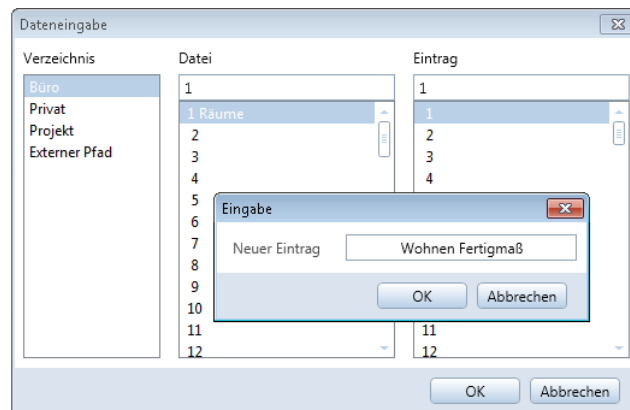 Dateneingabe
Verzeichnis
Datei
Eintrag
Büro
Privat
Projekt
Externer Pfad
1
1 Räume
2
3
4
5
6
7
8
9
10
11
12
1
1
2
3
4
11
12
Eingabe
Neuer Eintrag
Wohnen Fertigmaß
OK
Abbrechen
OK
Abbrechen